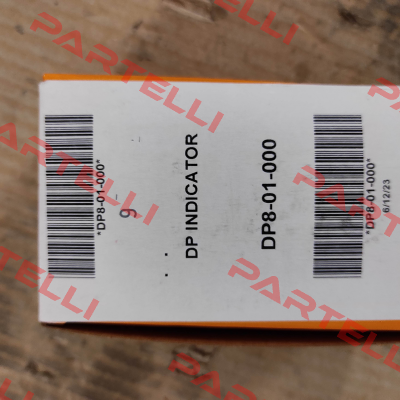 *DP8-01-000*
9
DP INDICATOR
DP8-01-000
*DP8-01-000*
6/12/23
PARTELLI
PARTELLI
PARTELLI
PARTELLI
PARTELLI